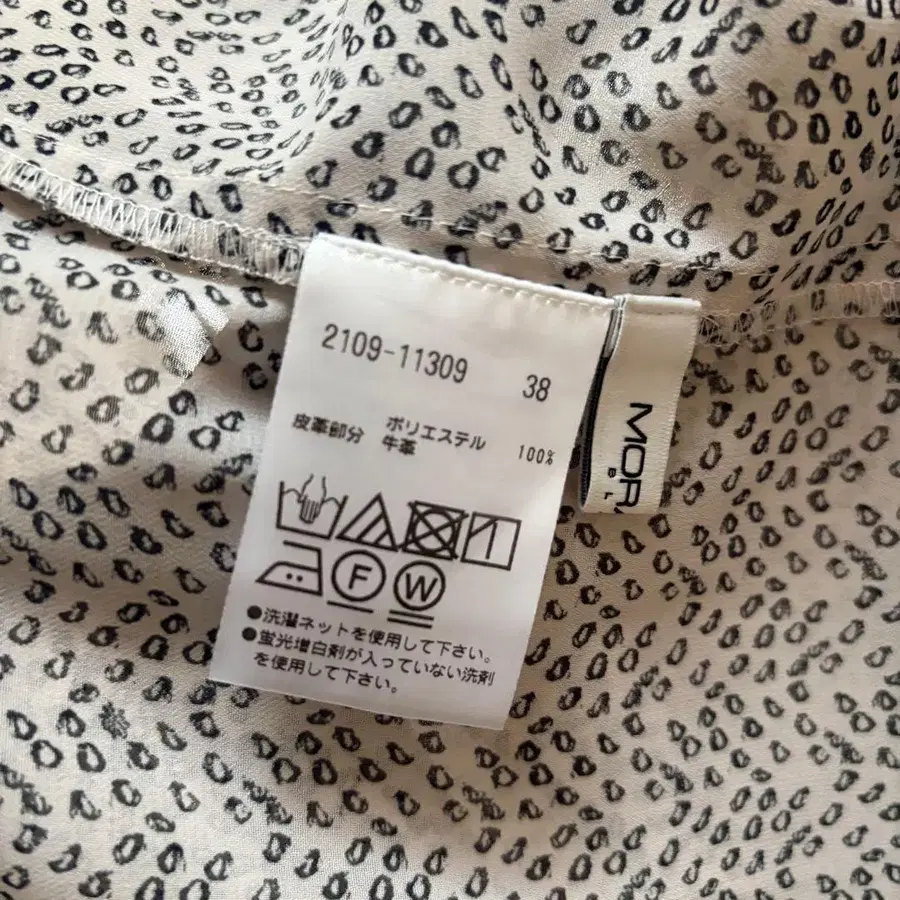 2109-11309 38
ポリエステル 100%
皮革部分 牛革
F W
●洗濯ネットを使用して下さい。
●蛍光増白剤が入っていない洗剤
を使用して下さい。
MOR